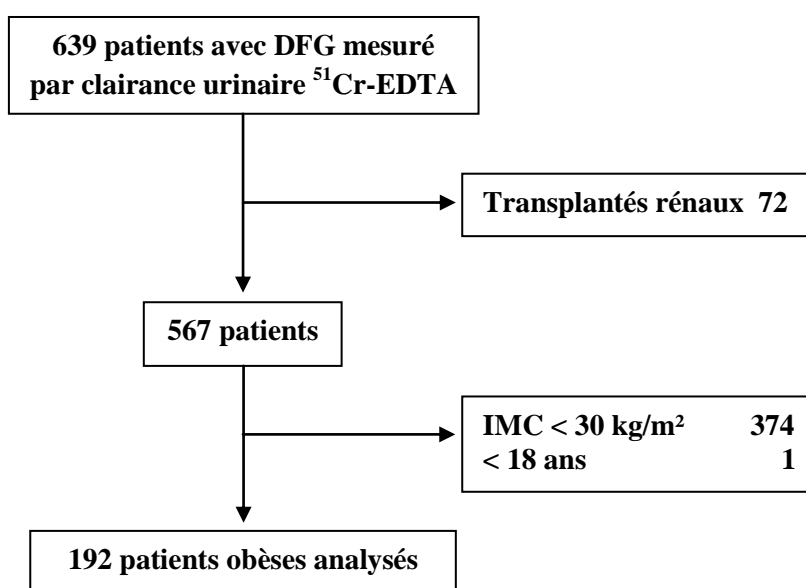 639 patients avec DFG mesuré
par clairance urinaire ⁵¹Cr-EDTA
Transplantés rénaux 72
567 patients
IMC < 30 kg/m² 374
< 18 ans 1
192 patients obèses analysés